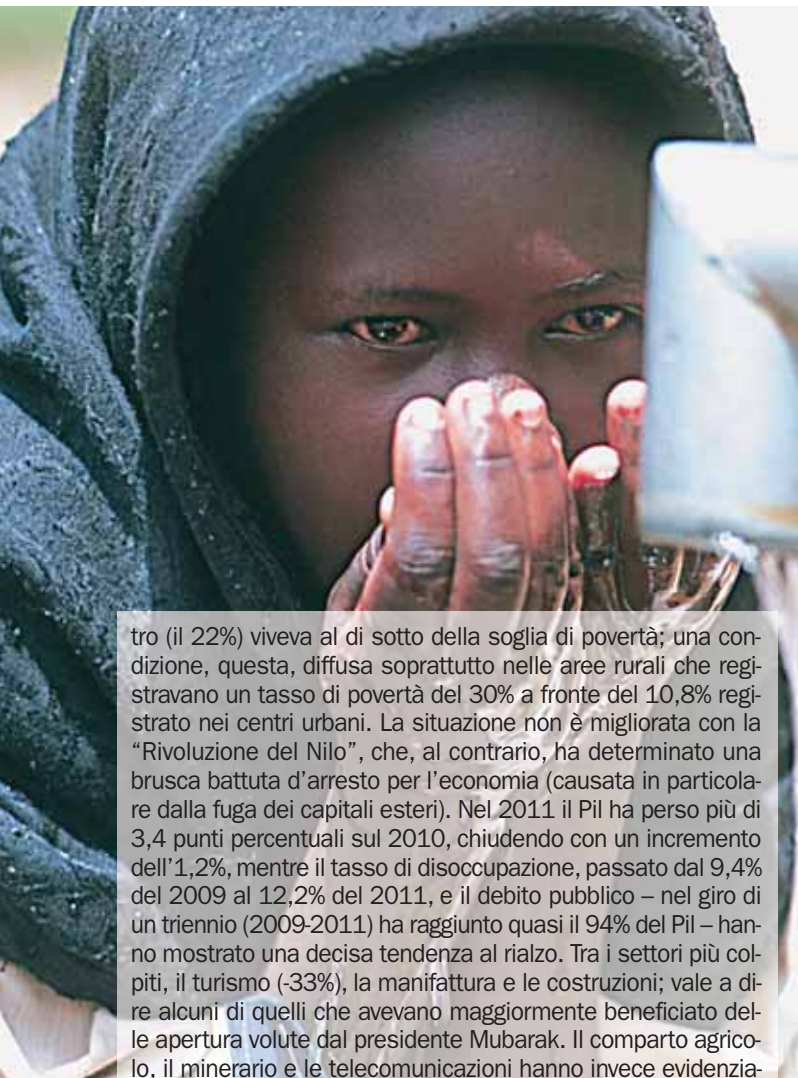 tro (il 22%) viveva al di sotto della soglia di povertà; una con-
dizione, questa, diffusa soprattutto nelle aree rurali che regi-
stravano un tasso di povertà del 30% a fronte del 10,8% regi-
strato nei centri urbani. La situazione non è migliorata con la
“Rivoluzione del Nilo”, che, al contrario, ha determinato una
brusca battuta d’arresto per l’economia (causata in particola-
re dalla fuga dei capitali esteri). Nel 2011 il Pil ha perso più di
3,4 punti percentuali sul 2010, chiudendo con un incremento
dell’1,2%, mentre il tasso di disoccupazione, passato dal 9,4%
del 2009 al 12,2% del 2011, e il debito pubblico – nel giro di
un triennio (2009-2011) ha raggiunto quasi il 94% del Pil – han-
no mostrato una decisa tendenza al rialzo. Tra i settori più col-
piti, il turismo (-33%), la manifattura e le costruzioni; vale a di-
re alcuni di quelli che avevano maggiormente beneficiato del-
le apertura volute dal presidente Mubarak. Il comparto agrico-
lo, il minerario e le telecomunicazioni hanno invece evidenzia-